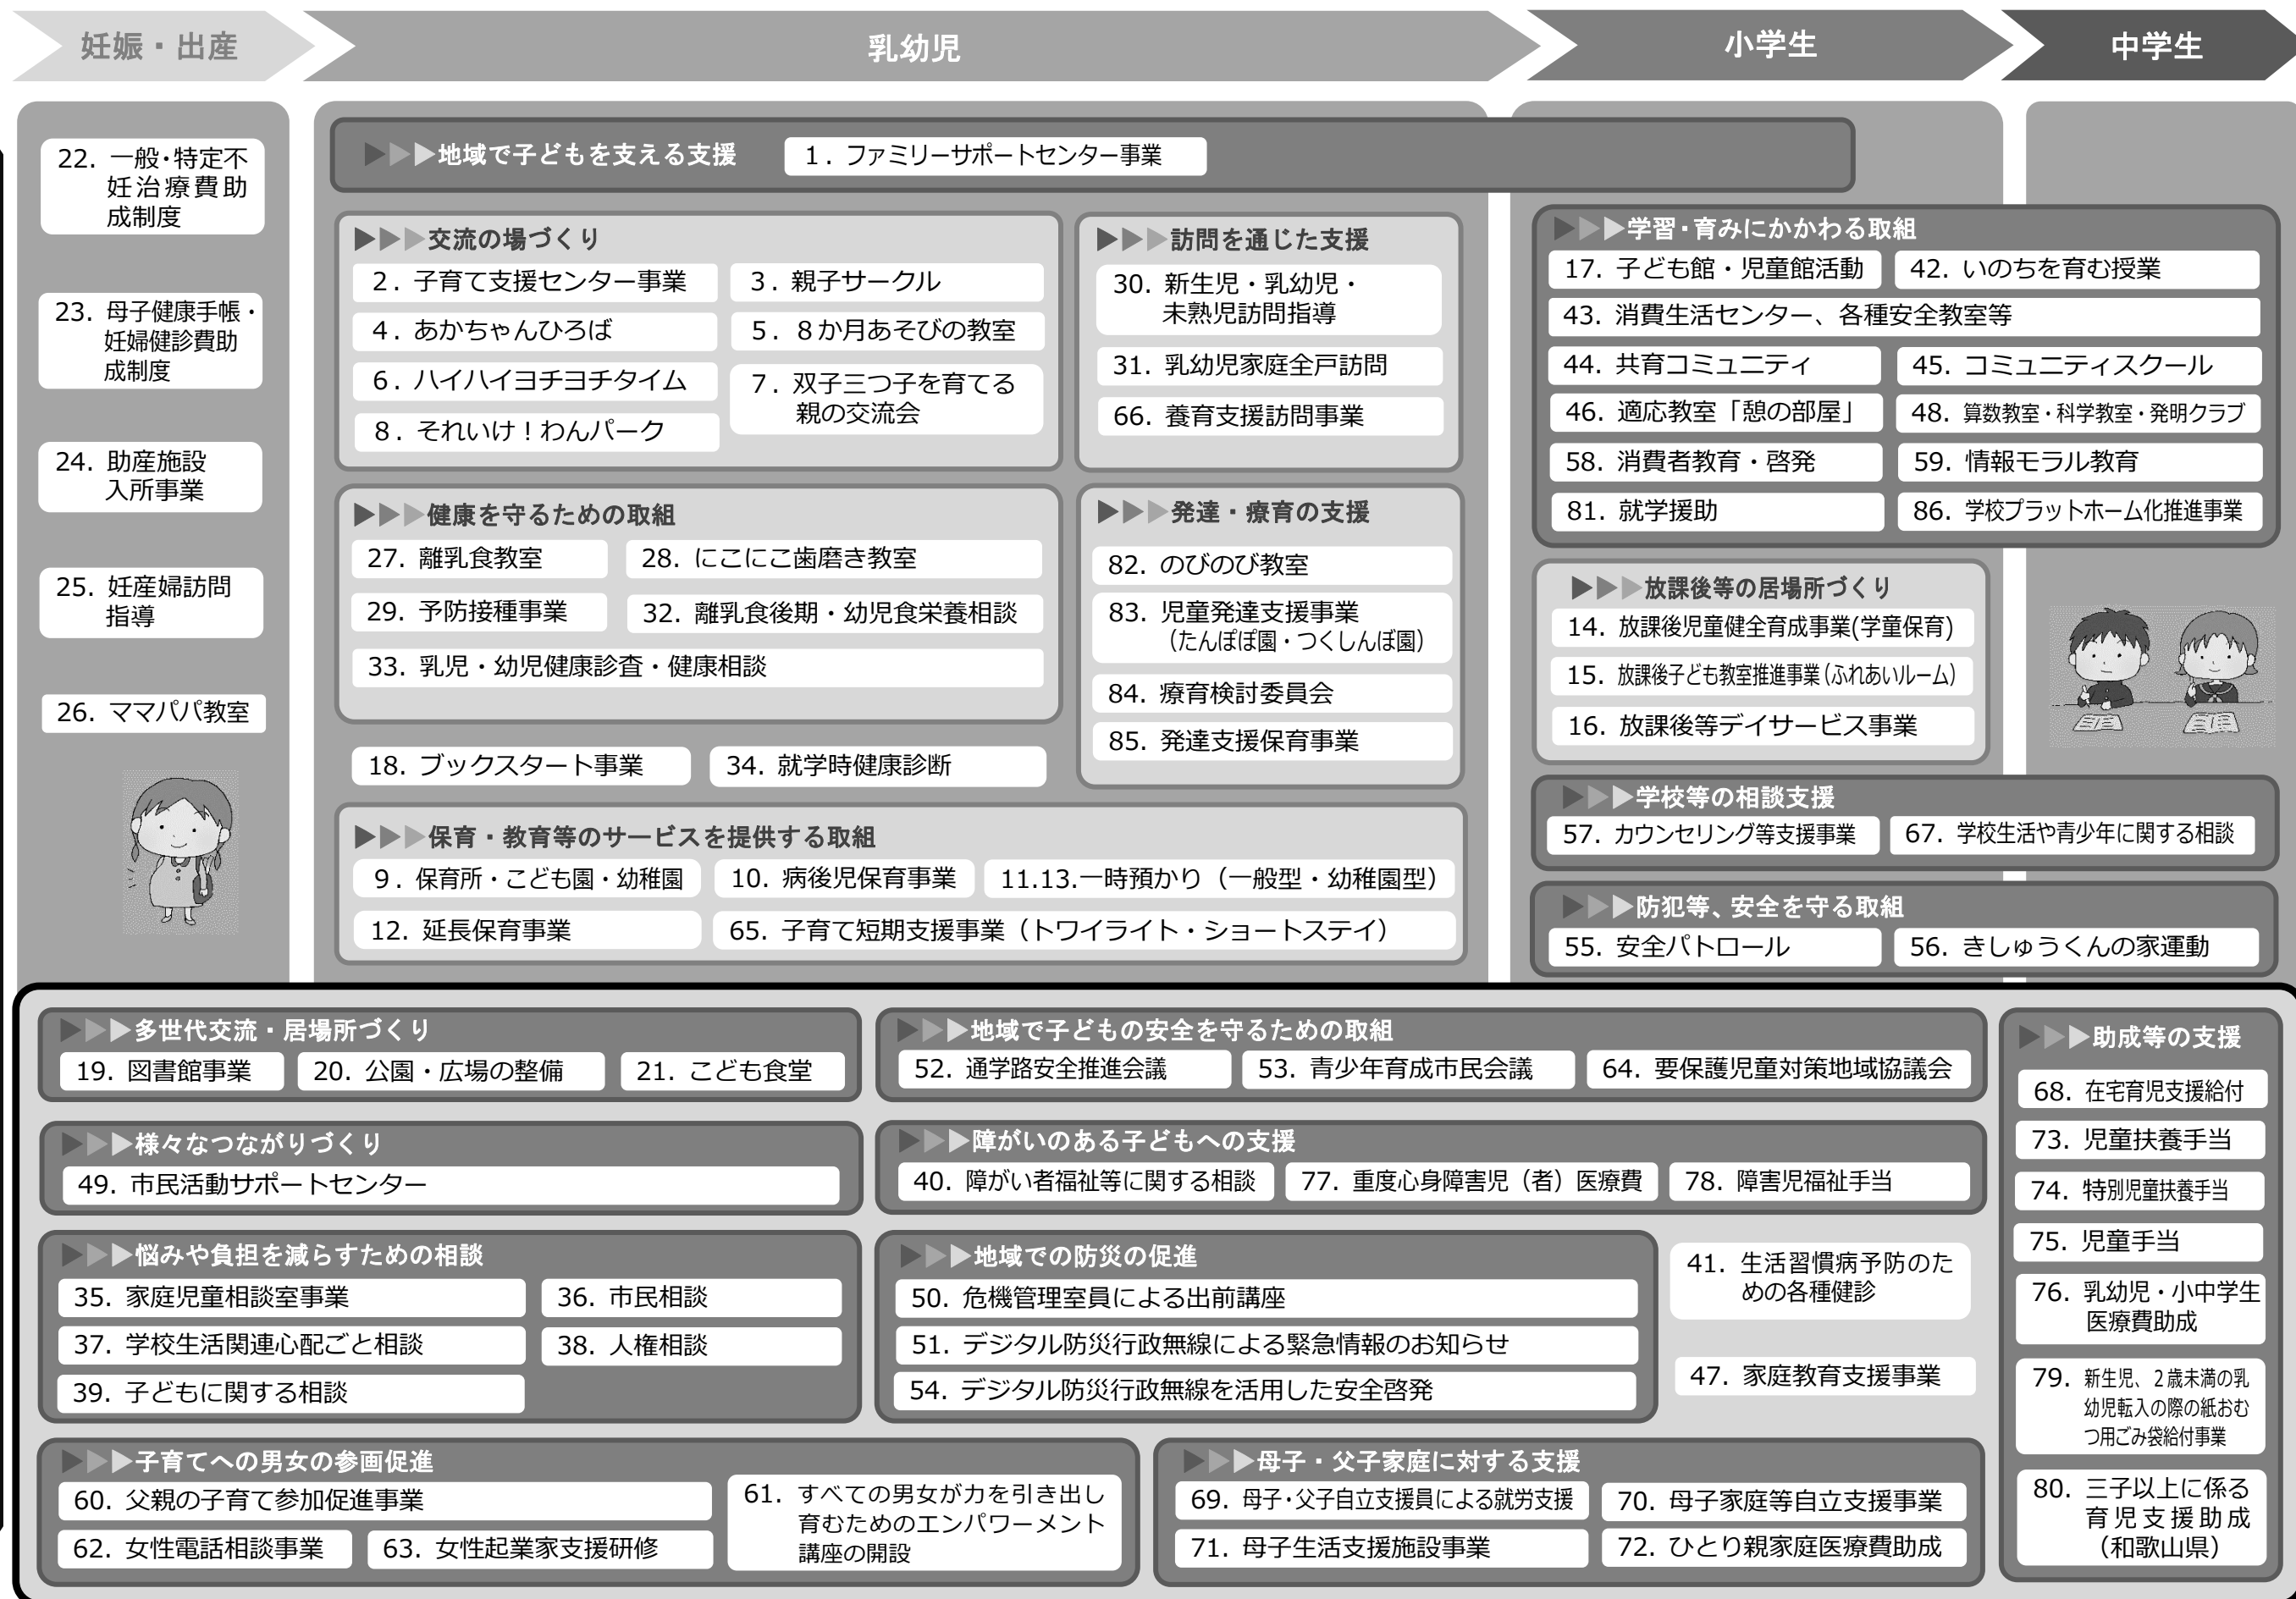 妊娠・出産
乳幼児
小学生
中学生
22. 一般・特定不
妊治療費助
成制度
23. 母子健康手帳・
妊婦健診費助
成制度
24. 助産施設
入所事業
25. 妊産婦訪問
指導
26. ママパパ教室
▶▶▶地域で子どもを支える支援
1. ファミリーサポートセンター事業
▶▶▶交流の場づくり
2. 子育て支援センター事業
3. 親子サークル
4. あかちゃんひろば
5. 8か月あそびの教室
6. ハイハイヨチヨチタイム
7. 双子三つ子を育てる
親の交流会
8. それいけ！わんパーク
▶▶▶訪問を通じた支援
30. 新生児・乳幼児・
未熟児訪問指導
31. 乳幼児家庭全戸訪問
66. 養育支援訪問事業
▶▶▶健康を守るための取組
27. 離乳食教室
28. にこにこ歯磨き教室
29. 予防接種事業
32. 離乳食後期・幼児食栄養相談
33. 乳児・幼児健康診査・健康相談
18. ブックスタート事業
34. 就学時健康診断
▶▶▶発達・療育の支援
82. のびのび教室
83. 児童発達支援事業
（たんぽぽ園・つくしんぼ園）
84. 療育検討委員会
85. 発達支援保育事業
▶▶▶保育・教育等のサービスを提供する取組
9. 保育所・こども園・幼稚園
10. 病後児保育事業
11.13.一時預かり（一般型・幼稚園型）
12. 延長保育事業
65. 子育て短期支援事業（トワイライト・ショートステイ）
▶▶▶学習・育みにかかわる取組
17. 子ども館・児童館活動
42. いのちを育む授業
43. 消費生活センター、各種安全教室等
44. 共育コミュニティ
45. コミュニティスクール
46. 適応教室「憩の部屋」
48. 算数教室・科学教室・発明クラブ
58. 消費者教育・啓発
59. 情報モラル教育
81. 就学援助
86. 学校プラットホーム化推進事業
▶▶▶放課後等の居場所づくり
14. 放課後児童健全育成事業(学童保育)
15. 放課後子ども教室推進事業(ふれあいルーム)
16. 放課後等デイサービス事業
▶▶▶学校等の相談支援
57. カウンセリング等支援事業
67. 学校生活や青少年に関する相談
▶▶▶防犯等、安全を守る取組
55. 安全パトロール
56. きしゅうくんの家運動
▶▶▶多世代交流・居場所づくり
19. 図書館事業
20. 公園・広場の整備
21. こども食堂
▶▶▶地域で子どもの安全を守るための取組
52. 通学路安全推進会議
53. 青少年育成市民会議
64. 要保護児童対策地域協議会
▶▶▶様々なつながりづくり
49. 市民活動サポートセンター
▶▶▶障がいのある子どもへの支援
40. 障がい者福祉等に関する相談
77. 重度心身障害児（者）医療費
78. 障害児福祉手当
▶▶▶悩みや負担を減らすための相談
35. 家庭児童相談室事業
36. 市民相談
37. 学校生活関連心配ごと相談
38. 人権相談
39. 子どもに関する相談
▶▶▶地域での防災の促進
50. 危機管理室員による出前講座
51. デジタル防災行政無線による緊急情報のお知らせ
54. デジタル防災行政無線を活用した安全啓発
41. 生活習慣病予防のた
めの各種健診
47. 家庭教育支援事業
▶▶▶子育てへの男女の参画促進
60. 父親の子育て参加促進事業
61. すべての男女が力を引き出し
育むためのエンパワーメント
講座の開設
62. 女性電話相談事業
63. 女性起業家支援研修
▶▶▶母子・父子家庭に対する支援
69. 母子・父子自立支援員による就労支援
70. 母子家庭等自立支援事業
71. 母子生活支援施設事業
72. ひとり親家庭医療費助成
▶▶▶助成等の支援
68. 在宅育児支援給付
73. 児童扶養手当
74. 特別児童扶養手当
75. 児童手当
76. 乳幼児・小中学生
医療費助成
79. 新生児、2歳未満の乳
幼児転入の際の紙おむ
つ用ごみ袋給付事業
80. 三子以上に係る
育児支援助成
（和歌山県）